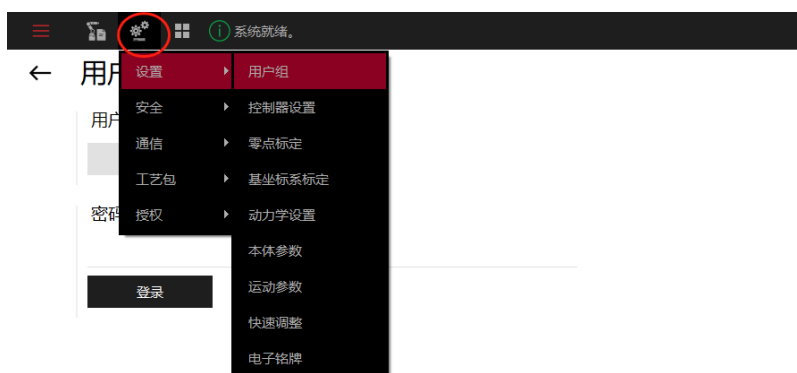 系统就绪。
用户
设置
用户组
安全
控制器设置
用户
通信
零点标定
工艺包
基坐标系标定
密码
授权
动力学设置
本体参数
登录
运动参数
快速调整
电子铭牌